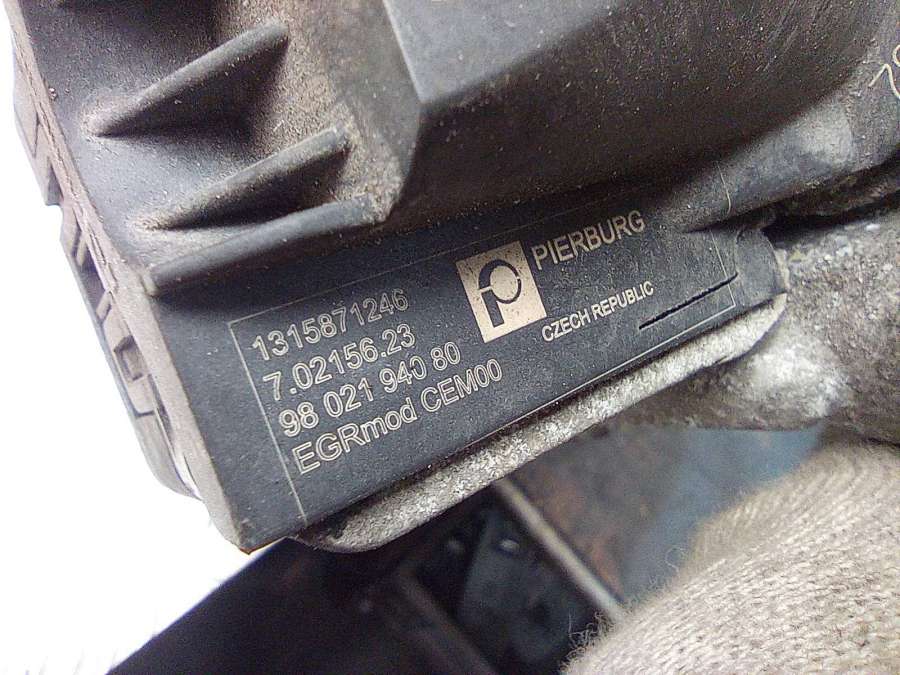 1315871246
7.02156.23
98 021 940 80
EGRmod CEM00
PIERBURG
CZECH REPUBLIC